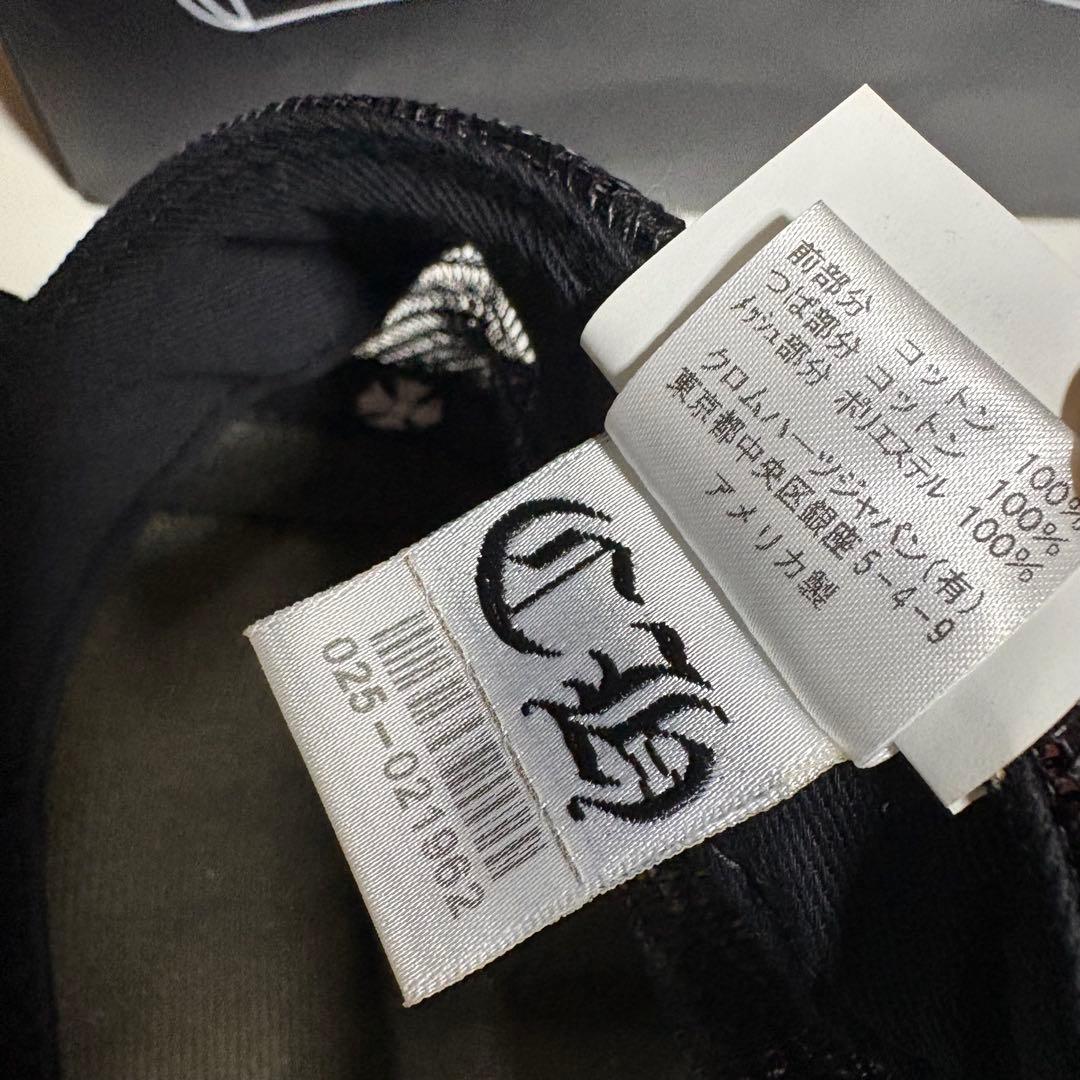 前部分 コットン 100%
つば部分 コットン 100%
メッシュ部分 ポリエステル 100%
クロムハーツジャパン(有)
東京都中央区銀座5-4-9
アメリカ製
CH
025-021962